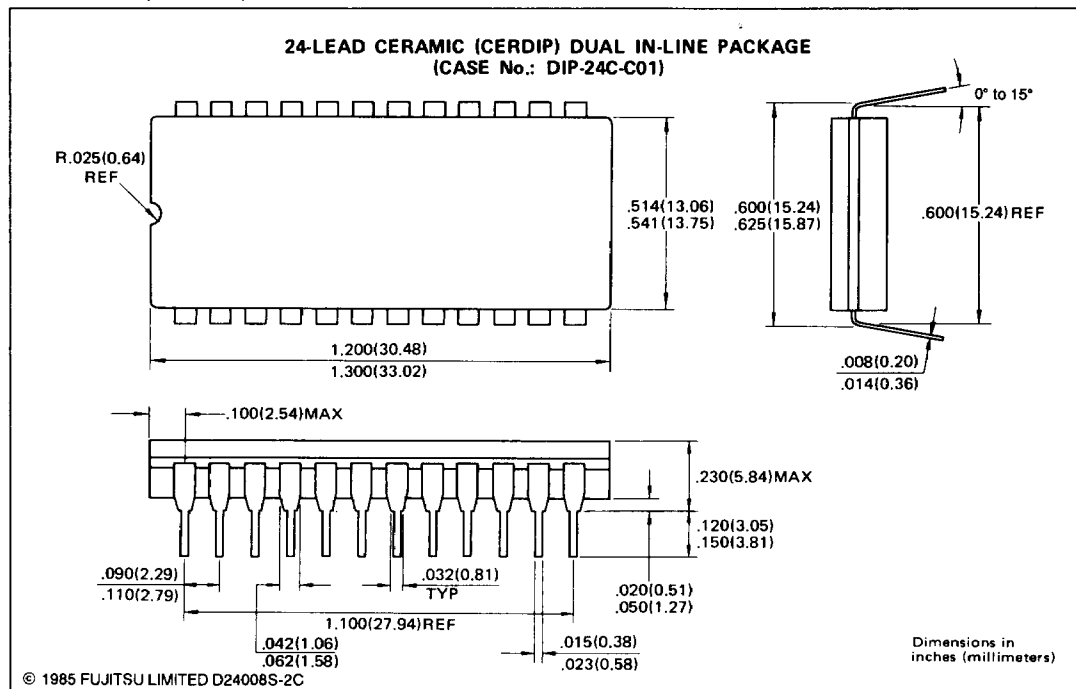 24-LEAD CERAMIC (CERDIP) DUAL IN-LINE PACKAGE
(CASE No.: DIP-24C-C01)
R.025(0.64)
REF
.514(13.06)
.541(13.75)
.600(15.24)
.625(15.87)
0° to 15°
.600(15.24)REF
1.200(30.48)
1.300(33.02)
.008(0.20)
.014(0.36)
.100(2.54)MAX
.230(5.84)MAX
.120(3.05)
.150(3.81)
.090(2.29)
.110(2.79)
.032(0.81)
TYP
.020(0.51)
.050(1.27)
1.100(27.94)REF
.042(1.06)
.062(1.58)
.015(0.38)
.023(0.58)
Dimensions in
inches (millimeters)
© 1985 FUJITSU LIMITED D24008S-2C